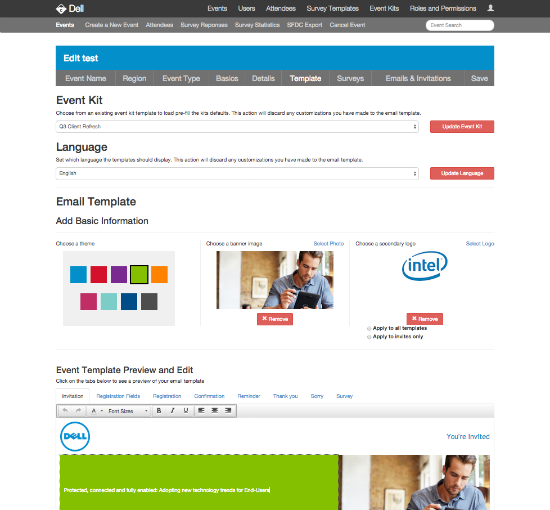 Dell
Events Users Attendees Survey Templates Event Kits Roles and Permissions
Events Create a New Event Attendees Survey Reponses Survey Statistics SFDC Export Cancel Event Event Search
Edit test
Event Name Region Event Type Basics Details Template Surveys Emails & Invitations Save
Event Kit
Choose from an existing event kit template to load pre-fill the kits defaults. This action will discard any customizations you have made to the email template.
Q3 Client Refresh Update Event Kit
Language
Set which language the templates should display. This action will discard any customizations you have made to the email template.
English Update Language
Email Template
Add Basic Information
Choose a theme Choose a banner image Select Photo Choose a secondary logo Select Logo
intel
Remove Remove
Apply to all templates
Apply to invites only
Event Template Preview and Edit
Click on the tabs below to see a preview of your email template
Invitation Registration Fields Registration Confirmation Reminder Thank you Sorry Survey
A Font Sizes B I U
DELL You're Invited
Protected, connected and fully enabled: Adopting new technology trends for End-Users